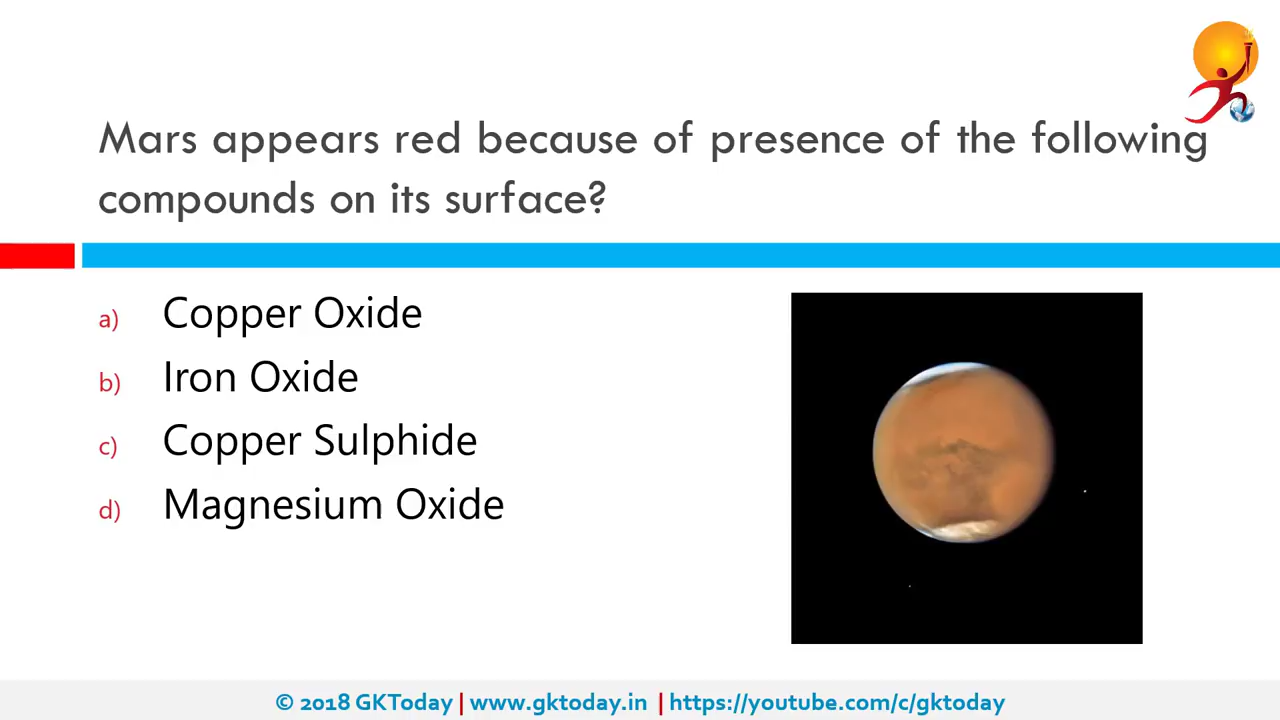 Mars appears red because of presence of the following
compounds on its surface?
a) Copper Oxide
b) Iron Oxide
c) Copper Sulphide
d) Magnesium Oxide
© 2018 GKToday | www.gktoday.in | https://youtube.com/c/gktoday